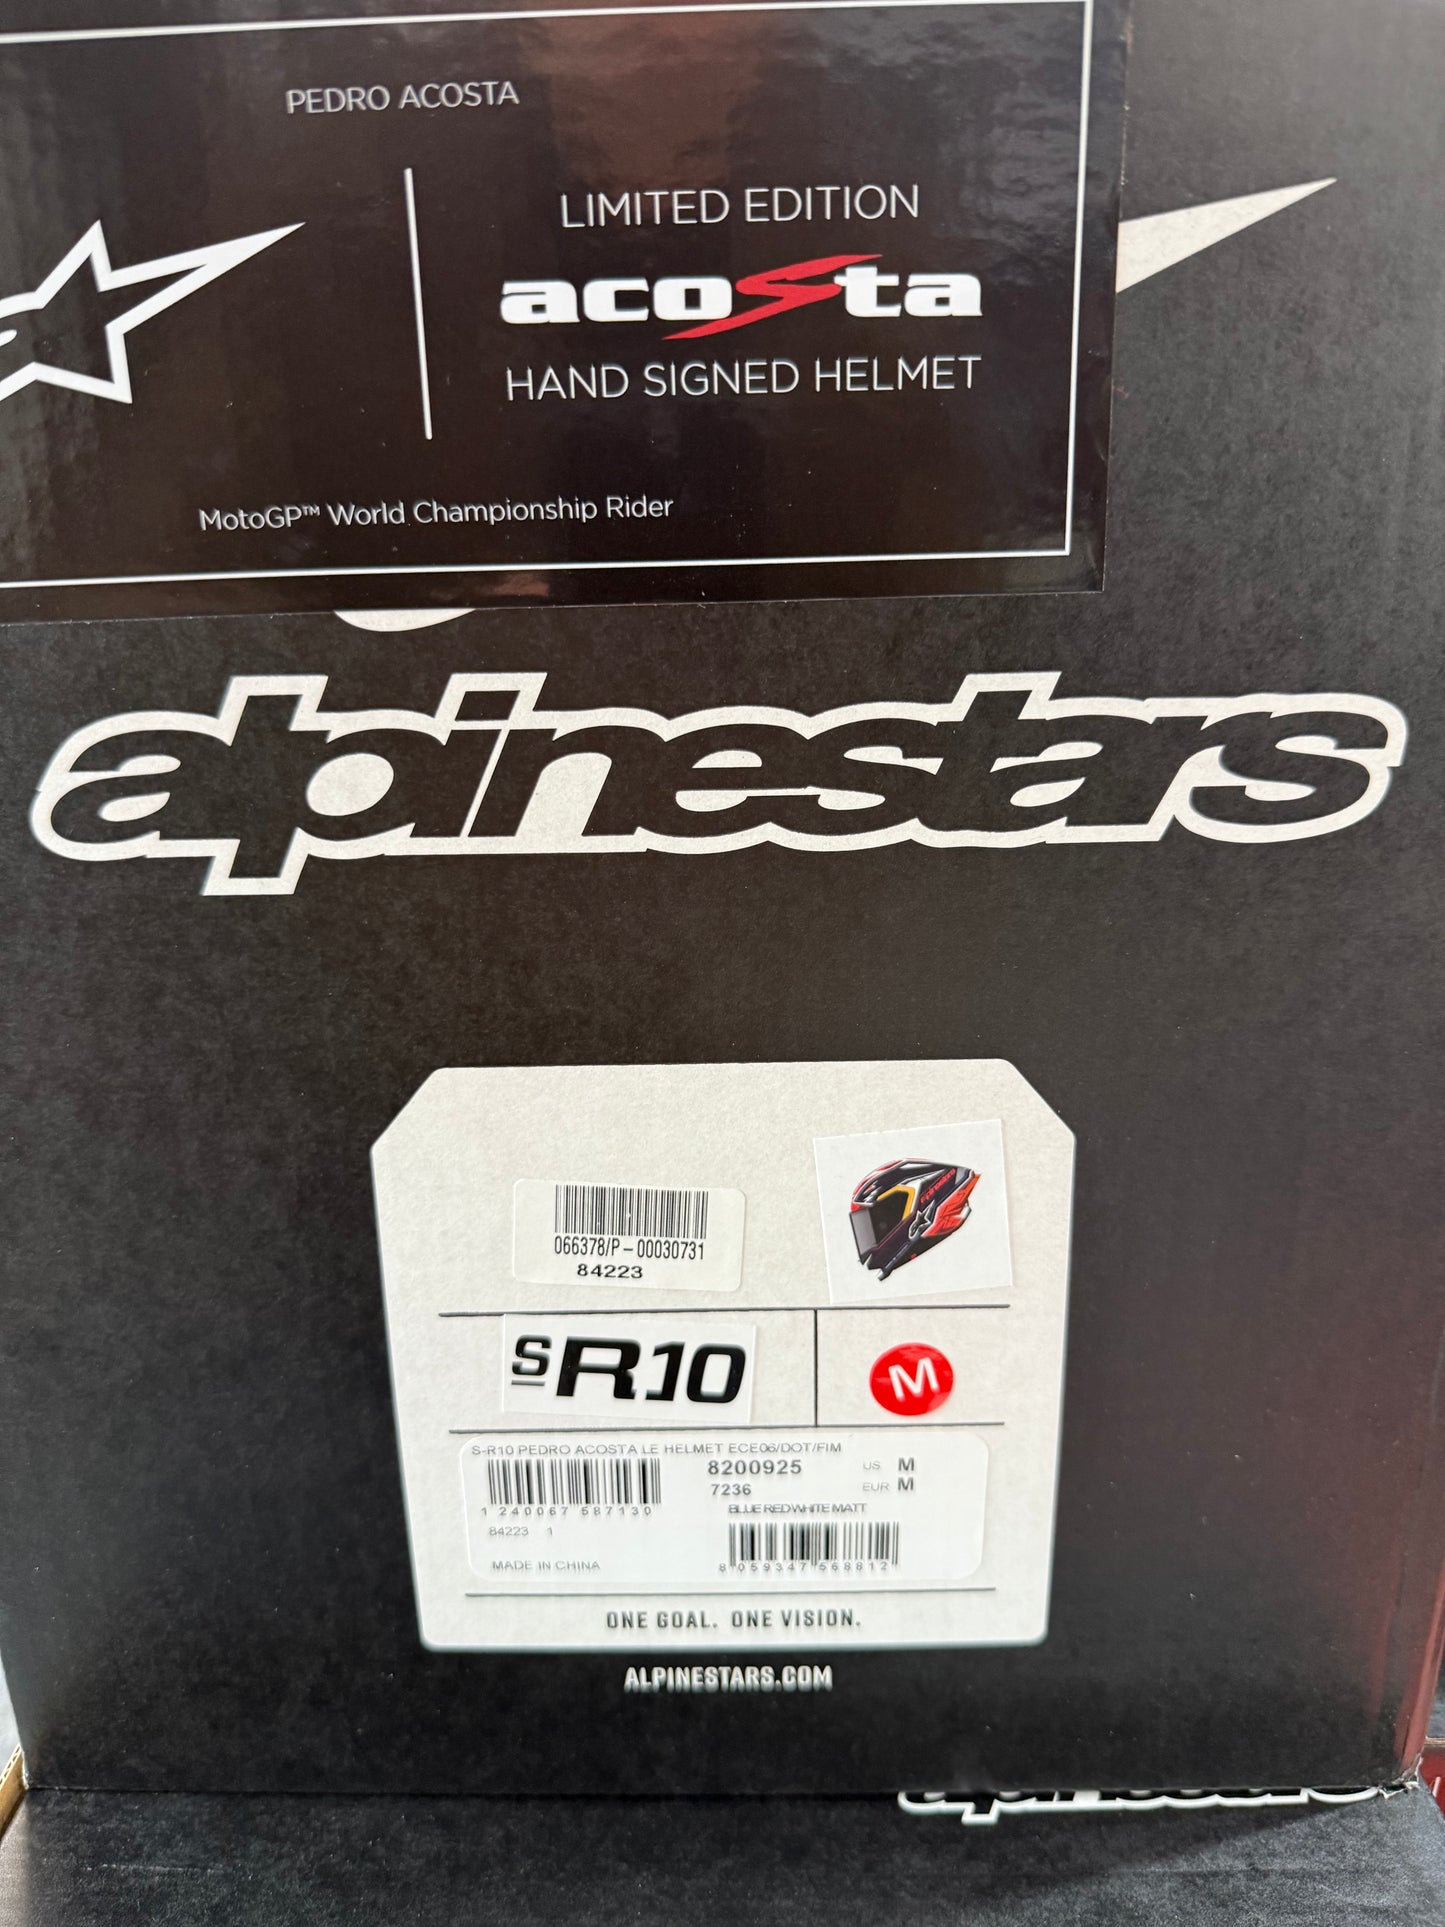 PEDRO ACOSTA
LIMITED EDITION
acosta
HAND SIGNED HELMET
MotoGP™ World Championship Rider
alpinestars
066378/P-00030731
84223
S R10
M
S-R10 PEDRO ACOSTA LE HELMET ECE06/DOT/FIM
8200925 US M
7236 EUR M
1 240067 587130
BLUE RED WHITE MATT
84223 1
MADE IN CHINA
8 059347 568812
ONE GOAL. ONE VISION.
ALPINESTARS.COM